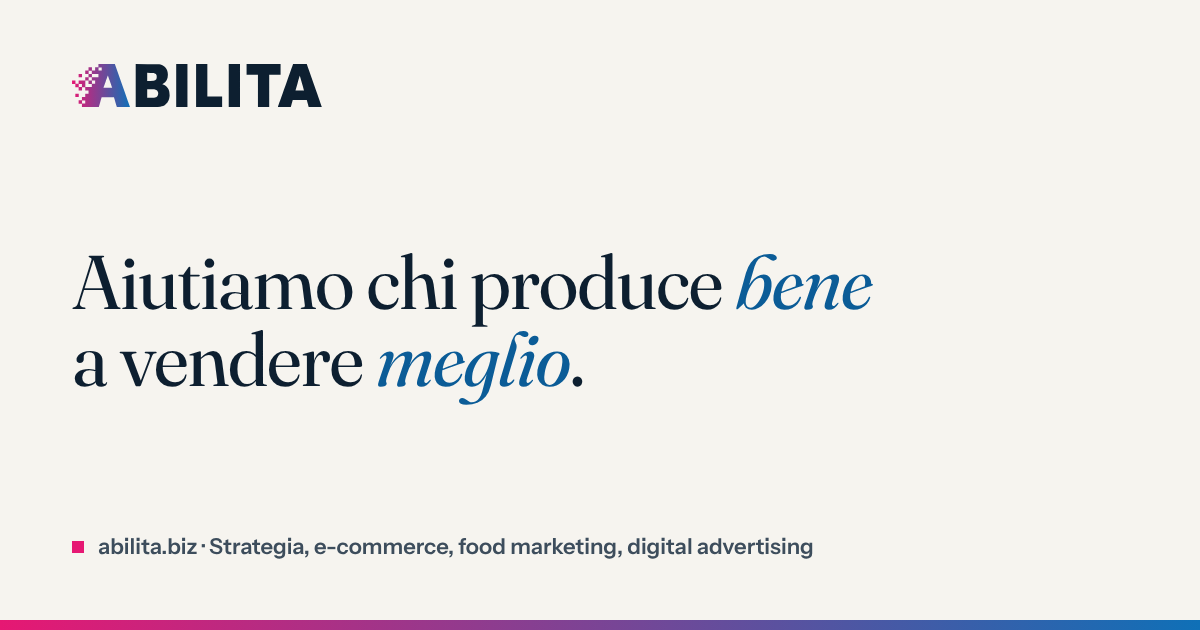 ABILITA
Aiutiamo chi produce bene
a vendere meglio.
abilita.biz · Strategia, e-commerce, food marketing, digital advertising